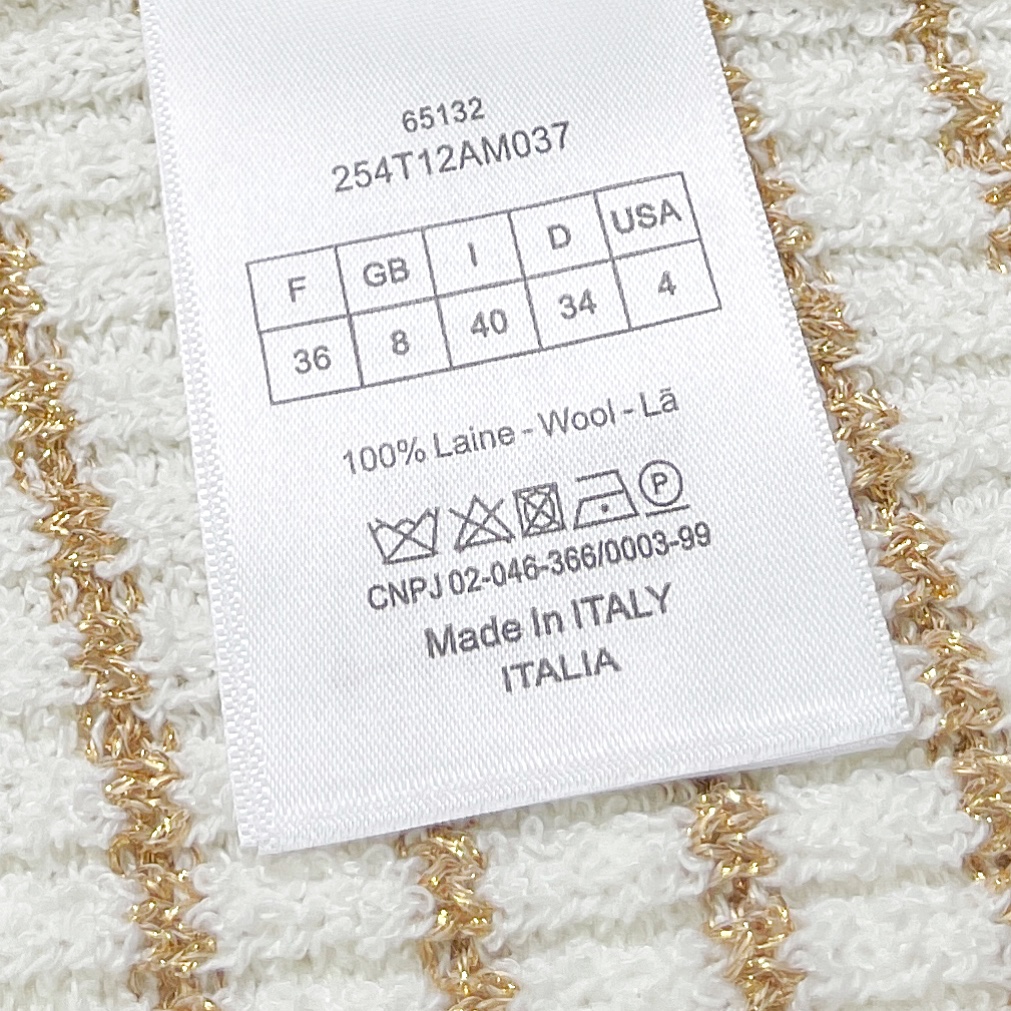 65132
254T12AM037
F GB I D USA
36 8 40 34 4
100% Laine - Wool - Lã
P
CNPJ 02-046-366/0003-99
Made In ITALY
ITALIA